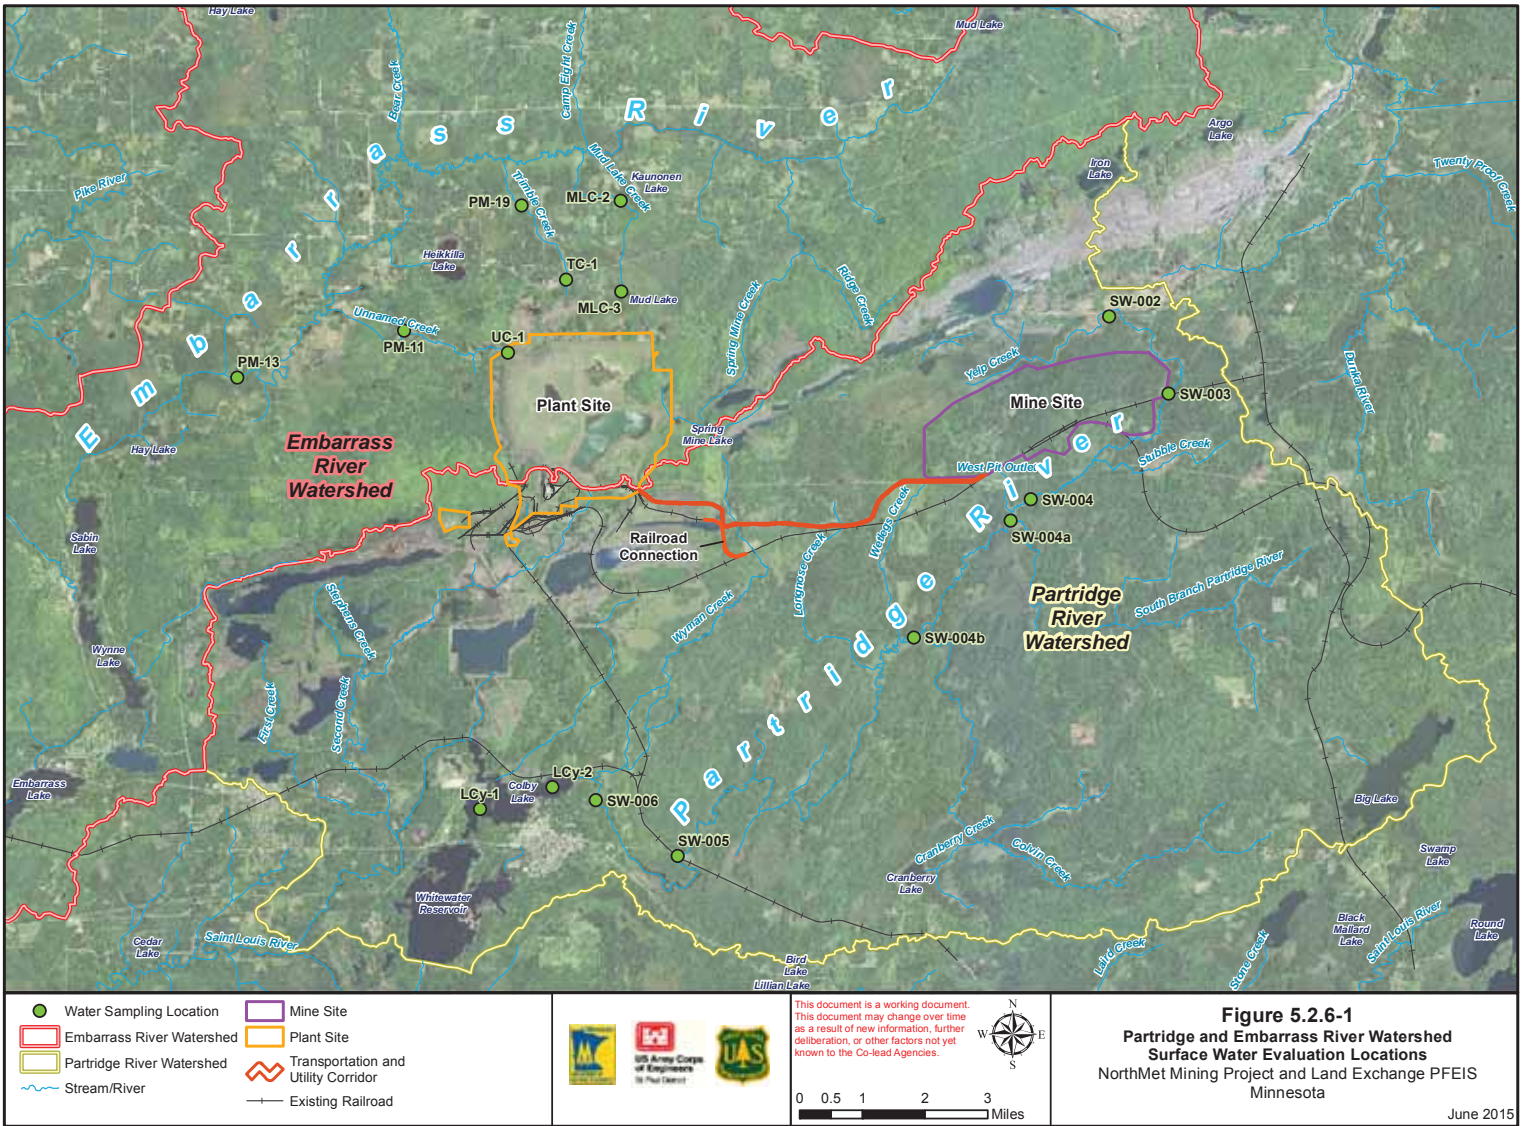 Hay Lake
Mud Lake
Bear Creek
Camp Eight Creek
Embarrass River
Argo
Lake
Iron
Lake
Twenty Proof Creek
Pike River
Mud Lake Creek
Kaunonen
Lake
Trimble Creek
PM-19
MLC-2
Heikkilla
Lake
TC-1
MLC-3
Mud Lake
Spring Mine Creek
Ridge Creek
SW-002
Unnamed Creek
PM-11
UC-1
PM-13
Yelp Creek
Dunka River
Plant Site
Mine Site
SW-003
Spring
Mine Lake
Hay Lake
Embarrass
River
Watershed
West Pit Outlet
Stubble Creek
Wetlegs Creek
SW-004
SW-004a
Sabin
Lake
Railroad
Connection
Longnose Creek
South Branch Partridge River
Partridge
River
Watershed
Stephens Creek
Wyman Creek
SW-004b
Wynne
Lake
First Creek
Second Creek
Partridge River
Embarrass
Lake
LCy-2
LCy-1
Colby
Lake
SW-006
SW-005
Big Lake
Cranberry Creek
Colvin Creek
Cranberry
Lake
Swamp
Lake
Whitewater
Reservoir
Black
Mallard
Lake
Saint Louis River
Round
Lake
Cedar
Lake
Saint Louis River
Laird Creek
Stone Creek
Bird
Lake
Lillian Lake
Water Sampling Location
Embarrass River Watershed
Partridge River Watershed
Stream/River
Mine Site
Plant Site
Transportation and
Utility Corridor
Existing Railroad
US Army Corps
of Engineers
St Paul District
UAS
This document is a working document.
This document may change over time
as a result of new information, further
deliberation, or other factors not yet
known to the Co-lead Agencies.
N
W E
S
0 0.5 1 2 3
Miles
Figure 5.2.6-1
Partridge and Embarrass River Watershed
Surface Water Evaluation Locations
NorthMet Mining Project and Land Exchange PFEIS
Minnesota
June 2015